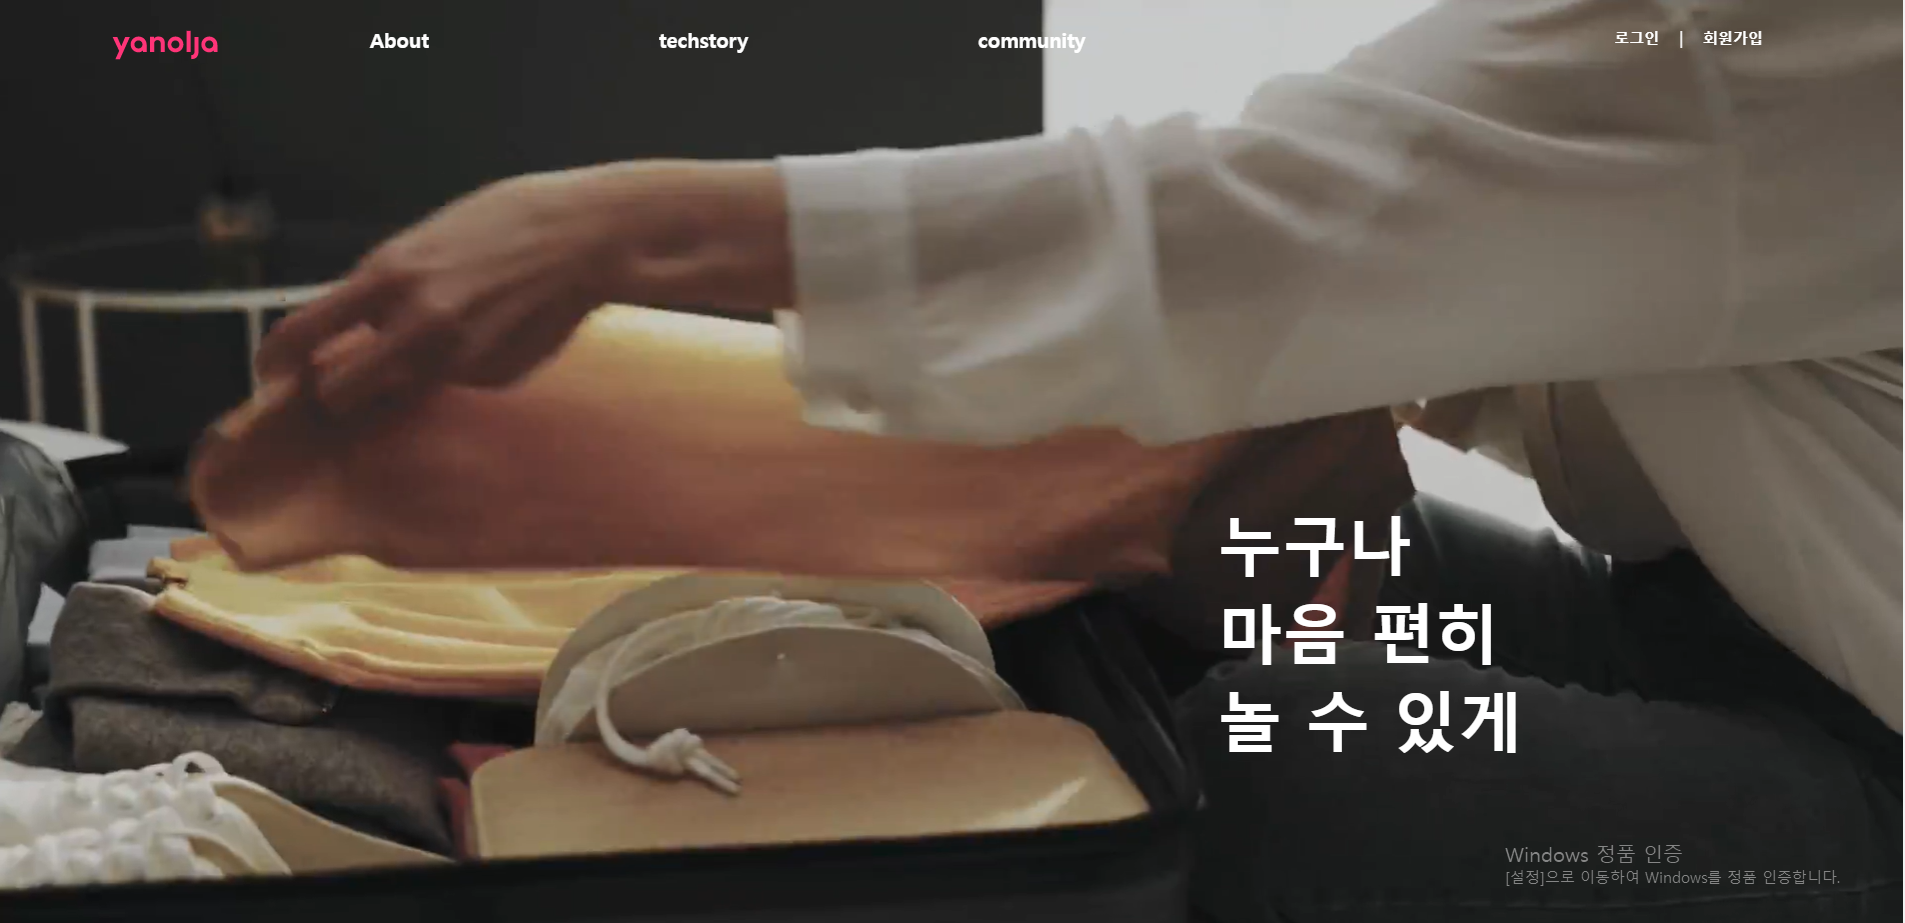 yanolja
About
techstory
community
로그인 | 회원가입
누구나
마음 편히
놀 수 있게
Windows 정품 인증
[설정]으로 이동하여 Windows를 정품 인증합니다.